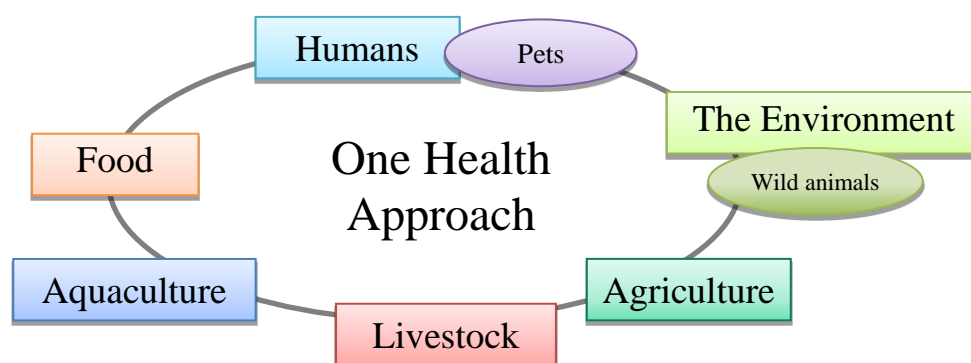 Humans
Pets
The Environment
Wild animals
Food
One Health
Approach
Aquaculture
Agriculture
Livestock